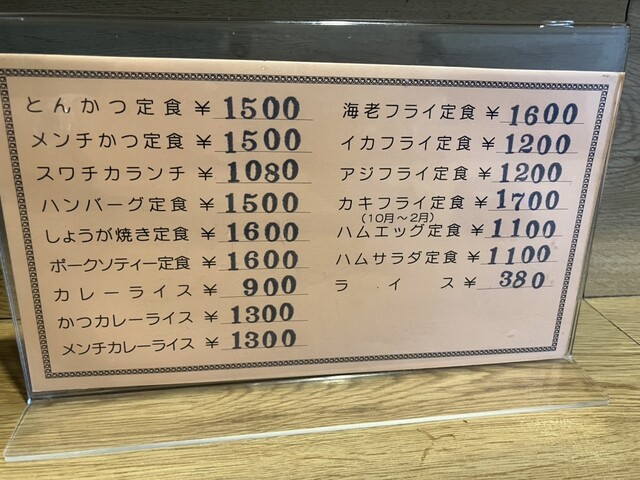 とんかつ定食 ¥ 1500
メンチかつ定食 ¥ 1500
スワチカランチ ¥ 1080
ハンバーグ定食 ¥ 1500
しょうが焼き定食 ¥ 1600
ポークソティー定食 ¥ 1600
カレーライス ¥ 900
かつカレーライス ¥ 1300
メンチカレーライス ¥ 1300
海老フライ定食 ¥ 1600
イカフライ定食 ¥ 1200
アジフライ定食 ¥ 1200
カキフライ定食 ¥ 1700
(10月～2月)
ハムエッグ定食 ¥ 1100
ハムサラダ定食 ¥ 1100
ライス ¥ 380